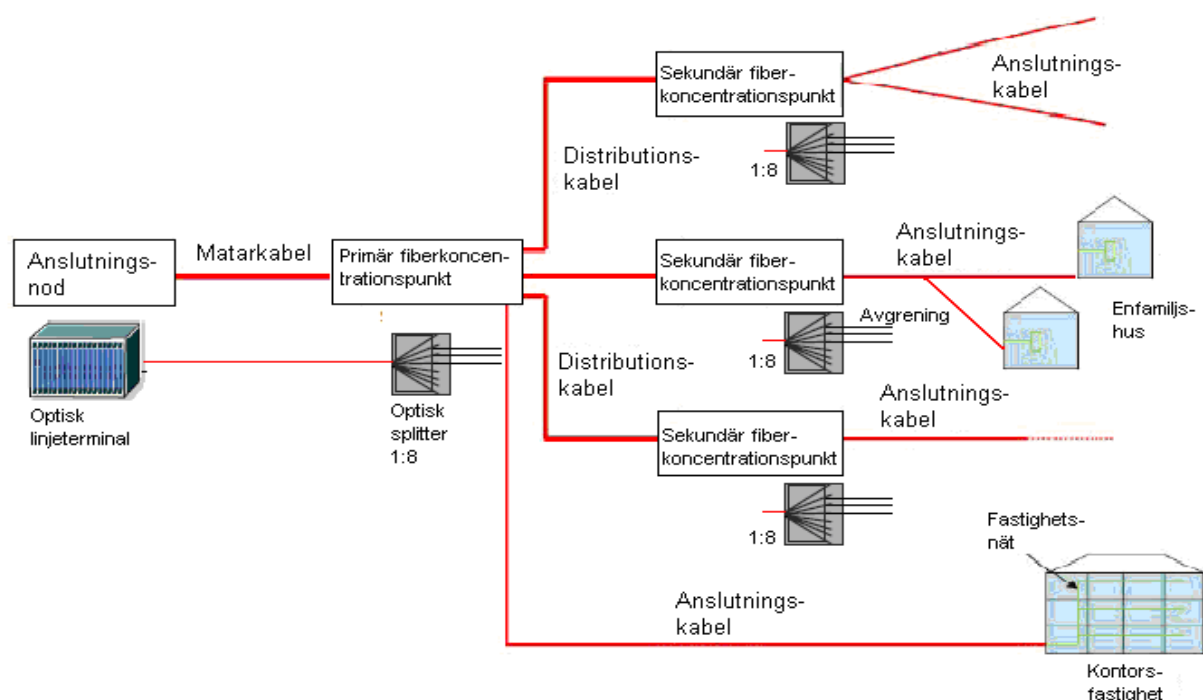 Sekundär fiber-
koncentrationspunkt
Anslutnings-
kabel
Distributions-
kabel
1:8
Anslutnings-
nod
Matarkabel
Primär fiberkoncen-
trationspunkt
Sekundär fiber-
koncentrationspunkt
Anslutnings-
kabel
Avgrening
Enfamiljs-
hus
1:8
Optisk
linjeterminal
Optisk
splitter
1:8
Distributions-
kabel
Sekundär fiber-
koncentrationspunkt
Anslutnings-
kabel
1:8
Fastighets-
nät
Anslutnings-
kabel
Kontors-
fastighet